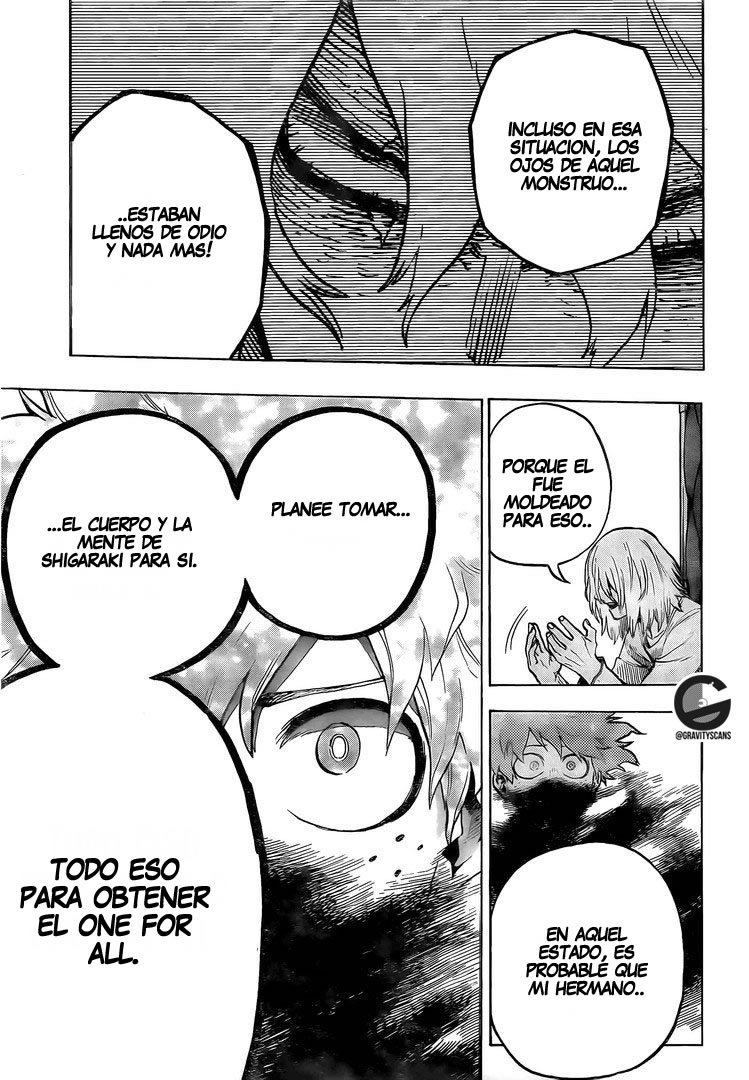 INCLUSO EN ESA
SITUACION, LOS
OJOS DE AQUEL
MONSTRUO...
..ESTABAN
LLENOS DE ODIO
Y NADA MAS!
PORQUE EL
FUE
MOLDEADO
PARA ESO..
@GRAVITYSCANS
EN AQUEL
ESTADO, ES
PROBABLE QUE
MI HERMANO..
PLANEE TOMAR...
...EL CUERPO Y LA
MENTE DE
SHIGARAKI PARA SI.
TODO ESO
PARA OBTENER
EL ONE FOR
ALL.